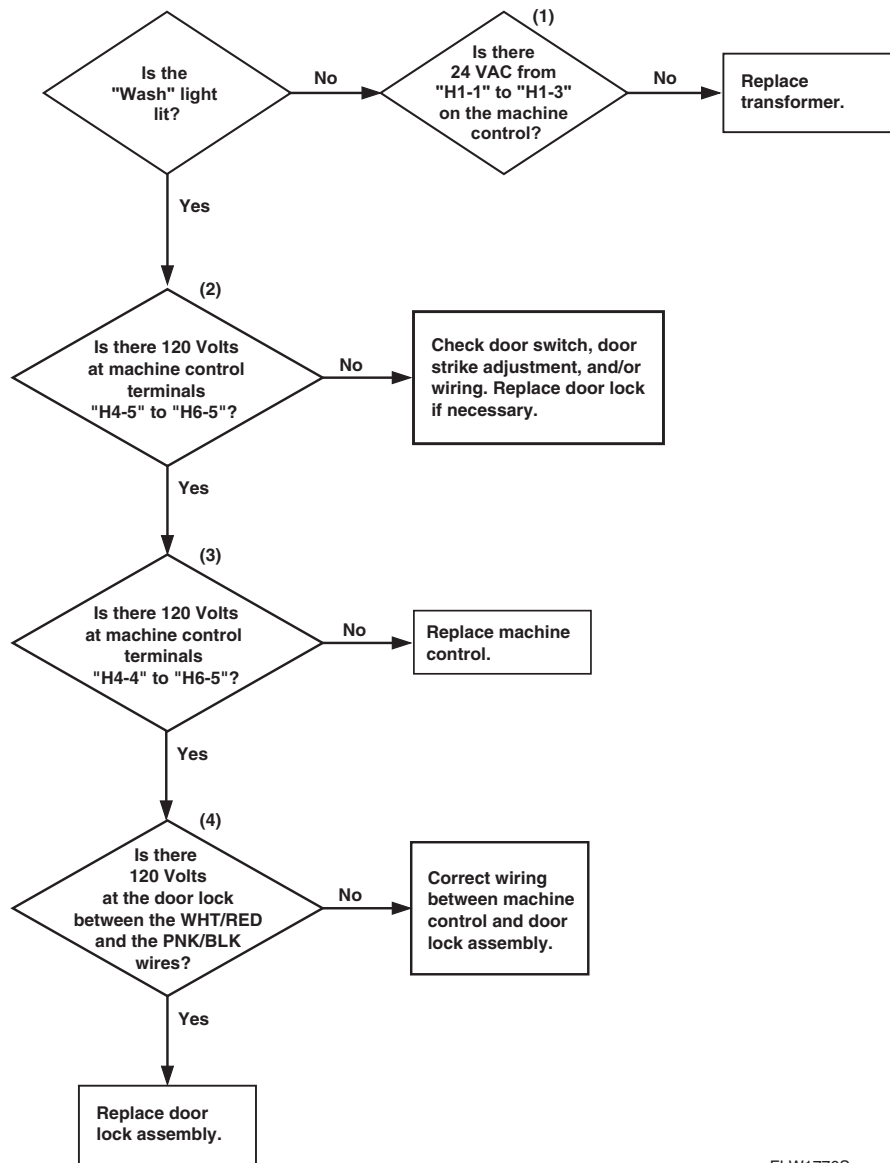 (1)
Is the
"Wash" light
lit?
No
Is there
24 VAC from
"H1-1" to "H1-3"
on the machine
control?
No
Replace
transformer.
Yes
(2)
Is there 120 Volts
at machine control
terminals
"H4-5" to "H6-5"?
No
Check door switch, door
strike adjustment, and/or
wiring. Replace door lock
if necessary.
Yes
(3)
Is there 120 Volts
at machine control
terminals
"H4-4" to "H6-5"?
No
Replace machine
control.
Yes
(4)
Is there
120 Volts
at the door lock
between the WHT/RED
and the PNK/BLK
wires?
No
Correct wiring
between machine
control and door
lock assembly.
Yes
Replace door
lock assembly.